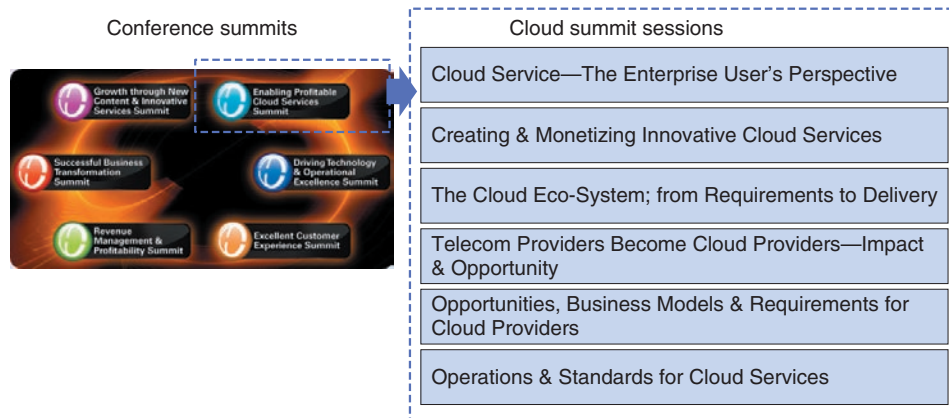 Conference summits
Growth through New
Content & Innovative
Services Summit
Enabling Profitable
Cloud Services
Summit
Successful Business
Transformation
Summit
Driving Technology
& Operational
Excellence Summit
Revenue
Management &
Profitability Summit
Excellent Customer
Experience Summit
Cloud summit sessions
Cloud Service—The Enterprise User's Perspective
Creating & Monetizing Innovative Cloud Services
The Cloud Eco-System; from Requirements to Delivery
Telecom Providers Become Cloud Providers—Impact
& Opportunity
Opportunities, Business Models & Requirements for
Cloud Providers
Operations & Standards for Cloud Services